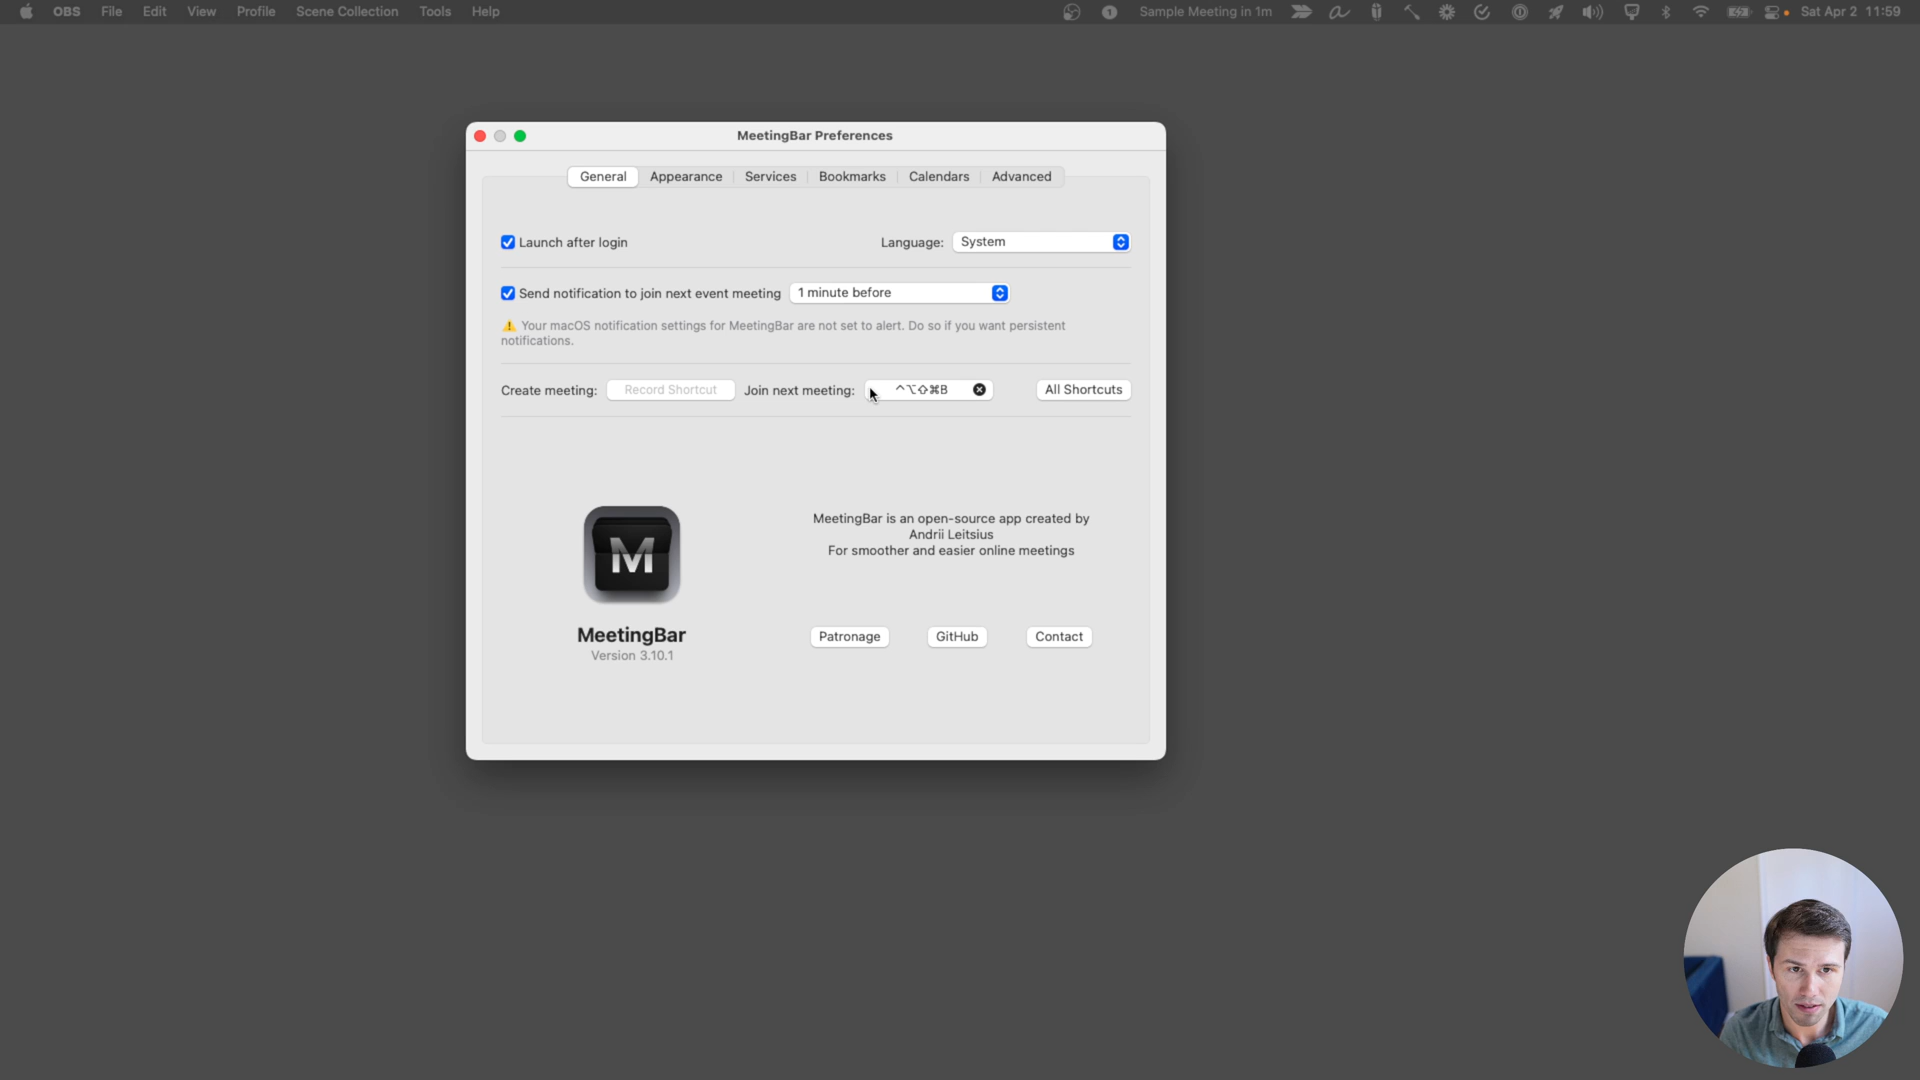 OBS File Edit View Profile Scene Collection Tools Help Sample Meeting in 1m Sat Apr 2 11:59
MeetingBar Preferences
General Appearance Services Bookmarks Calendars Advanced
Launch after login Language: System
Send notification to join next event meeting 1 minute before
⚠️ Your macOS notification settings for MeetingBar are not set to alert. Do so if you want persistent
notifications.
Create meeting: Record Shortcut Join next meeting: ^⌥⇧⌘B All Shortcuts
M
MeetingBar is an open-source app created by
Andrii Leitsius
For smoother and easier online meetings
MeetingBar
Version 3.10.1
Patronage GitHub Contact